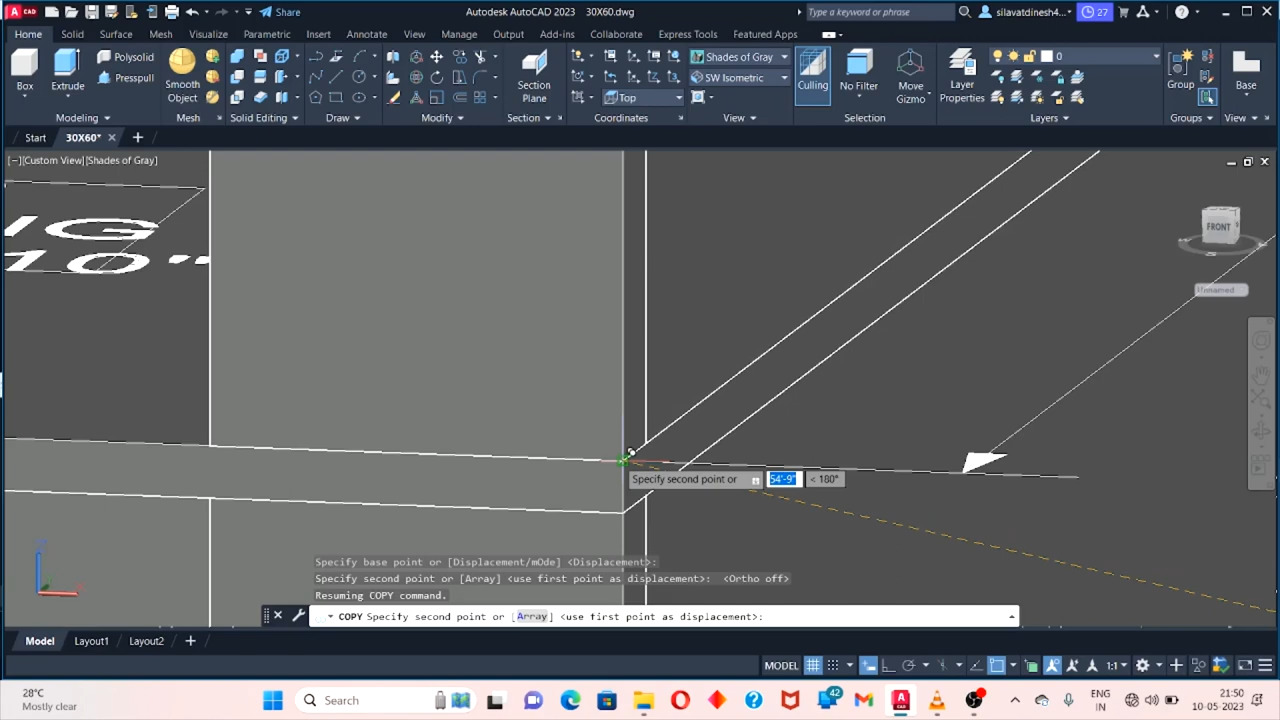 A CAD
Share
Autodesk AutoCAD 2023 30X60.dwg
Type a keyword or phrase
silavatdinesh4...
27
Home Solid Surface Mesh Visualize Parametric Insert Annotate View Manage Output Add-ins Collaborate Express Tools Featured Apps
Box
Extrude
Polysolid
Presspull
Smooth
Object
Section
Plane
Shades of Gray
SW Isometric
Top
Culling
No Filter
Move
Gizmo
Layer
Properties
0
Group
Base
Modeling
Mesh
Solid Editing
Draw
Modify
Section
Coordinates
View
Selection
Layers
Groups
View
Start
30X60*
[−][Custom View][Shades of Gray]
FRONT
Unnamed
NG
10"
Specify second point or
54'-9"
< 180°
Specify base point or [Displacement/mOde] <Displacement>:
Specify second point or [Array] <use first point as displacement>: <Ortho off>
Resuming COPY command.
COPY Specify second point or [Array] <use first point as displacement>:
Model
Layout1
Layout2
MODEL
1:1
28°C
Mostly clear
Search
42
ENG
IN
21:50
10-05-2023